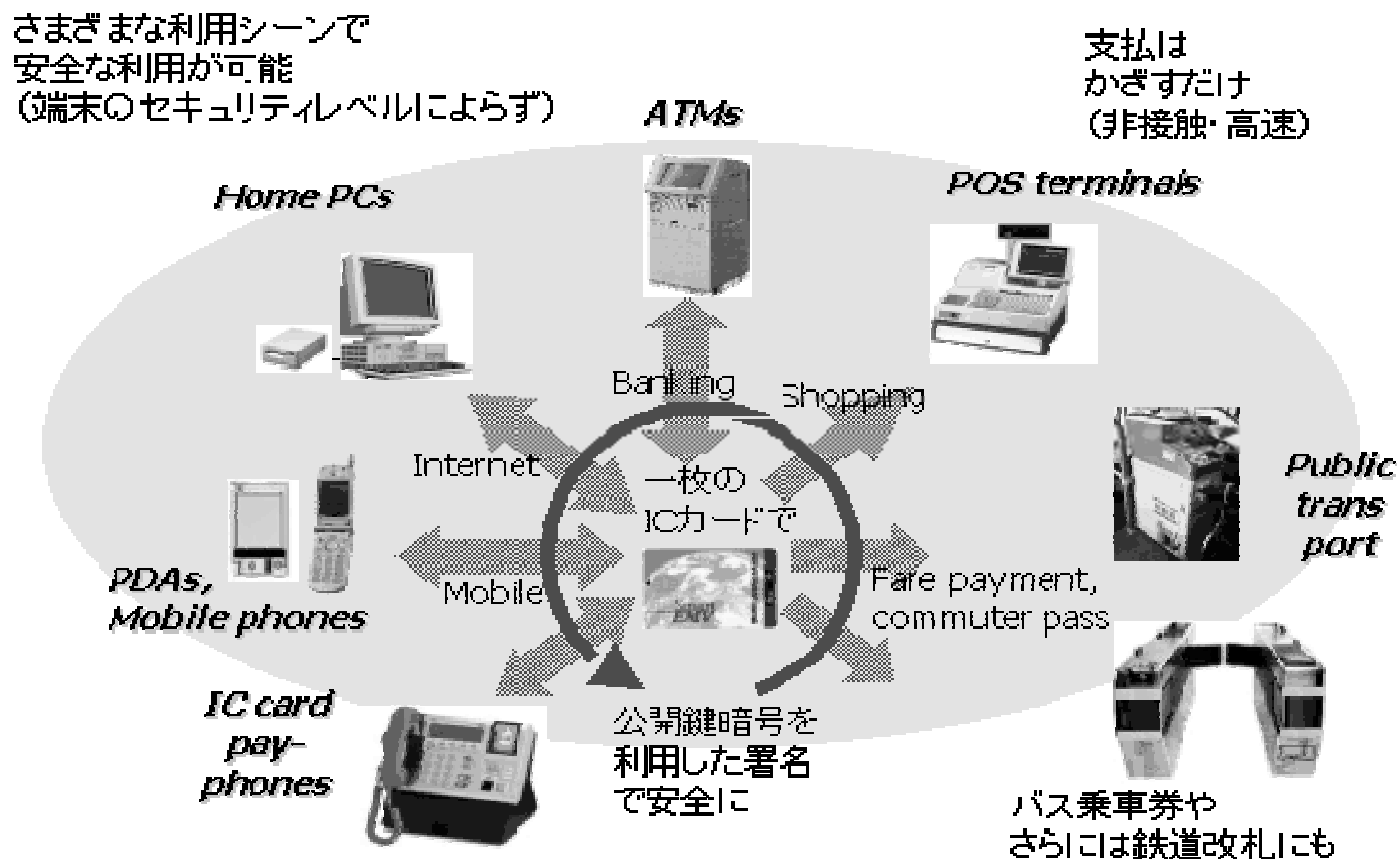 さまざまな利用シーンで
安全な利用が可能
(端末のセキュリティレベルによらず)
支払は
かざすだけ
(非接触・高速)
ATMs
Home PCs
POS terminals
Banking
Shopping
Internet
一枚の
ICカードで
Public
trans
port
PDAs,
Mobile phones
Mobile
Fare payment,
commuter pass
IC card
pay-
phones
公開鍵暗号を
利用した署名
で安全に
バス乗車券や
さらには鉄道改札にも